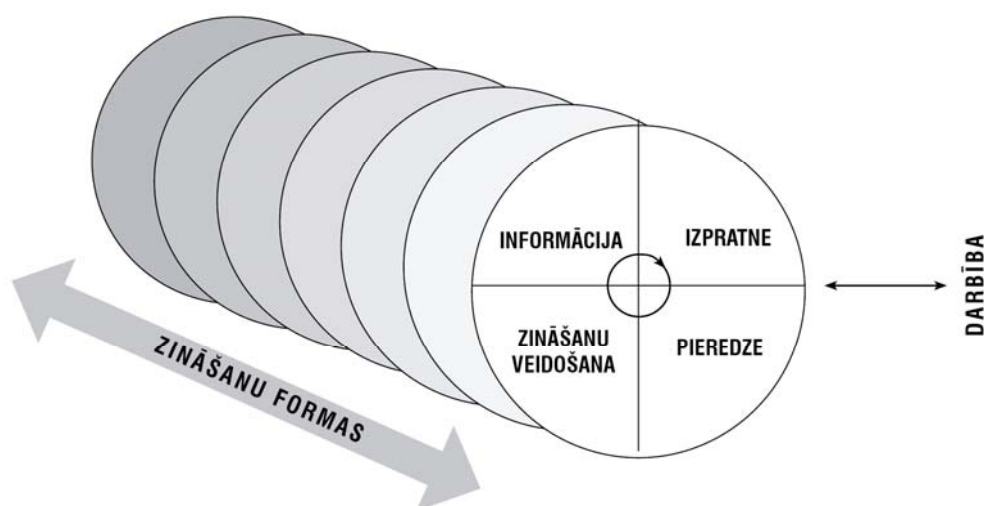 INFORMĀCIJA
IZPRATNE
ZINĀŠANU
VEIDOŠANA
PIEREDZE
DARBĪBA
ZINĀŠANU FORMAS